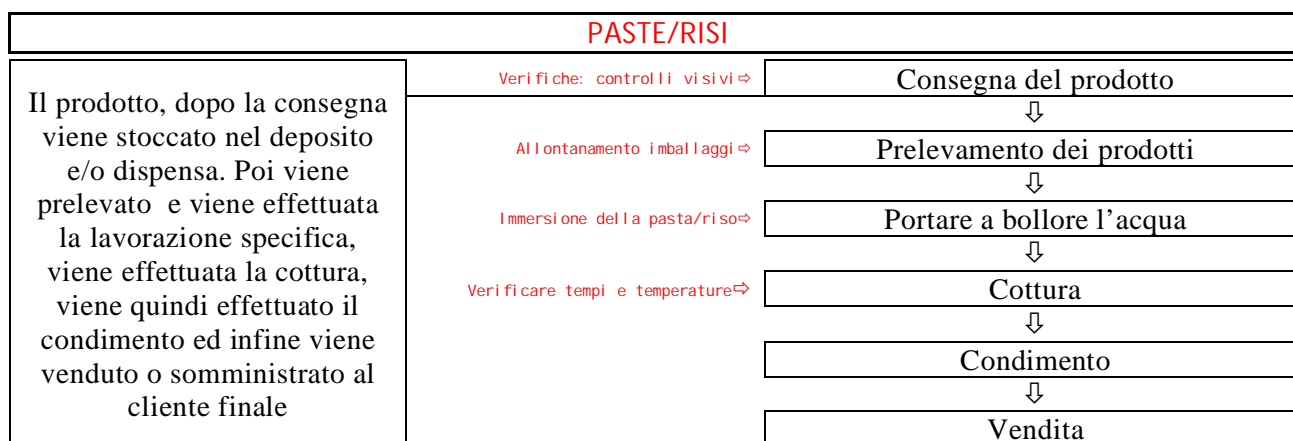 PASTE/RISI
Il prodotto, dopo la consegna
viene stoccato nel deposito
e/o dispensa. Poi viene
prelevato e viene effettuata
la lavorazione specifica,
viene effettuata la cottura,
viene quindi effettuato il
condimento ed infine viene
venduto o somministrato al
cliente finale
Verifiche: controlli visivi⇨
Consegna del prodotto
⇩
Allontanamento imballaggi⇨
Prelevamento dei prodotti
⇩
Immersione della pasta/riso⇨
Portare a bollore l’acqua
⇩
Verificare tempi e temperature⇨
Cottura
⇩
Condimento
⇩
Vendita